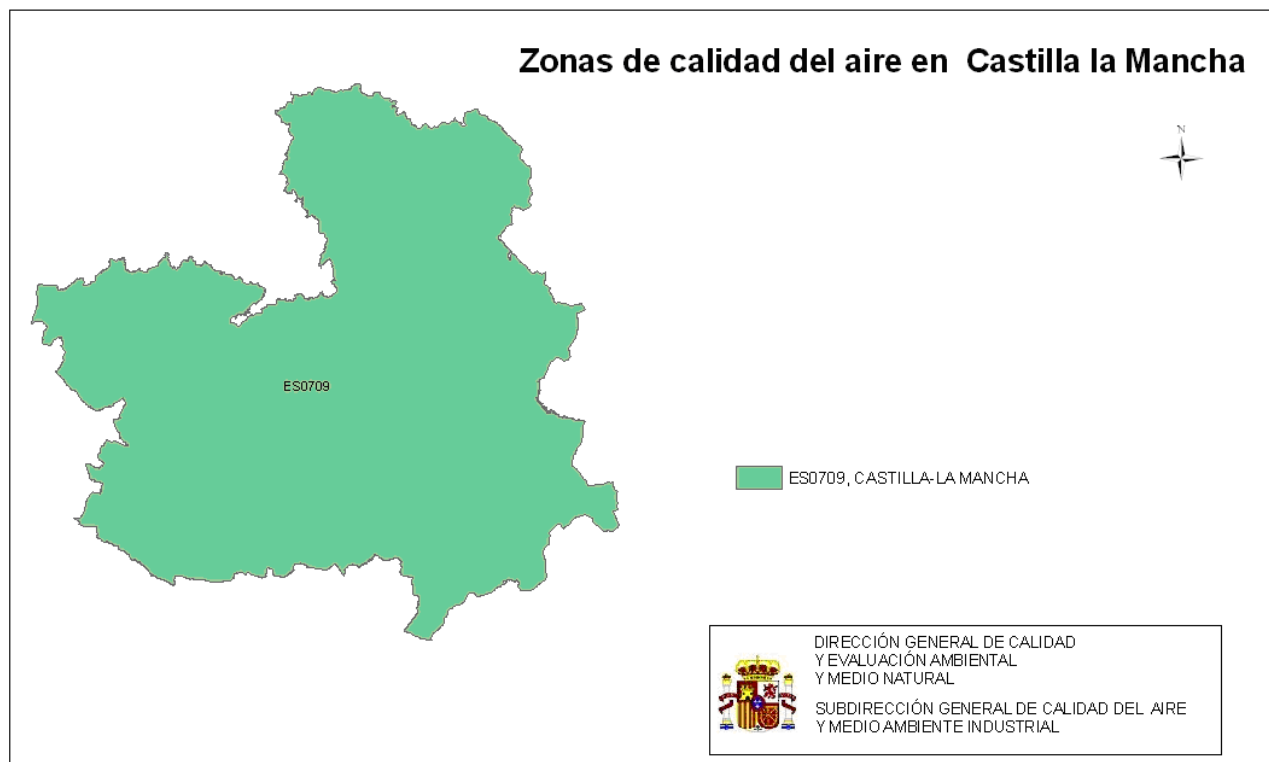 Zonas de calidad del aire en Castilla la Mancha
N
ES0709
ES0709, CASTILLA-LA MANCHA
DIRECCIÓN GENERAL DE CALIDAD
Y EVALUACIÓN AMBIENTAL
Y MEDIO NATURAL
SUBDIRECCIÓN GENERAL DE CALIDAD DEL AIRE
Y MEDIO AMBIENTE INDUSTRIAL